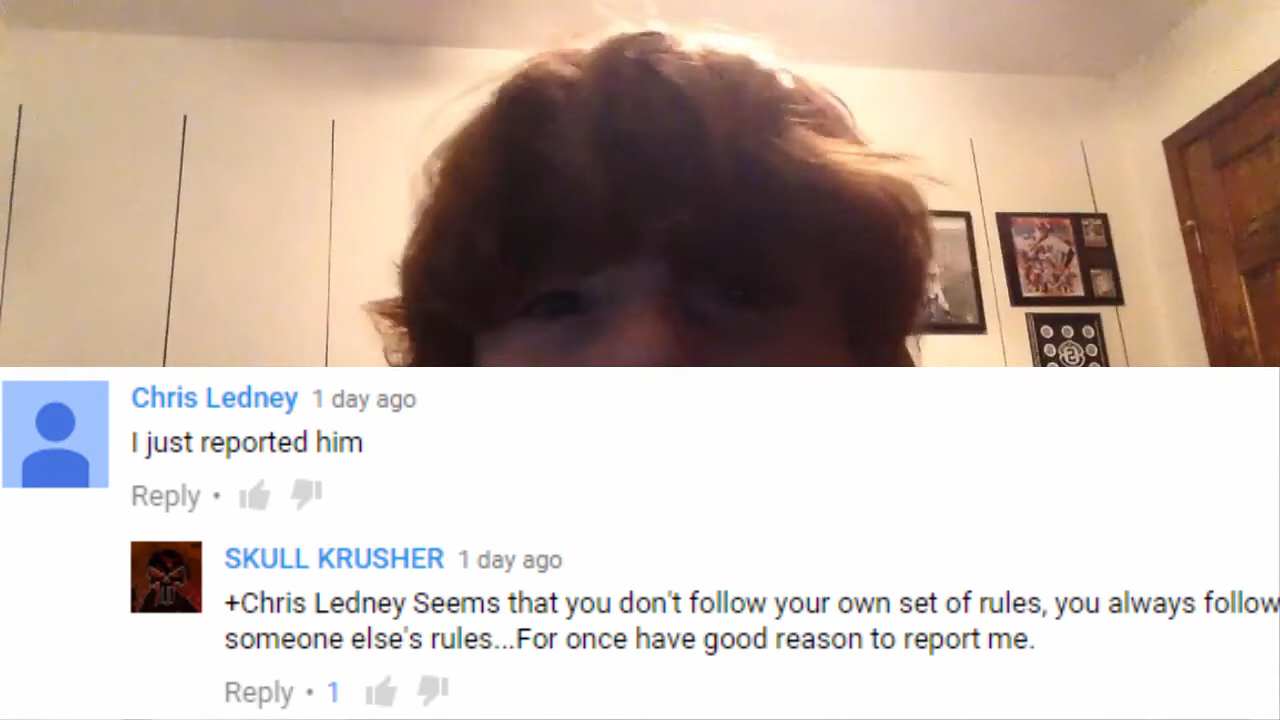 Chris Ledney 1 day ago
I just reported him
Reply •
SKULL KRUSHER 1 day ago
+Chris Ledney Seems that you don't follow your own set of rules, you always follow
someone else's rules...For once have good reason to report me.
Reply • 1